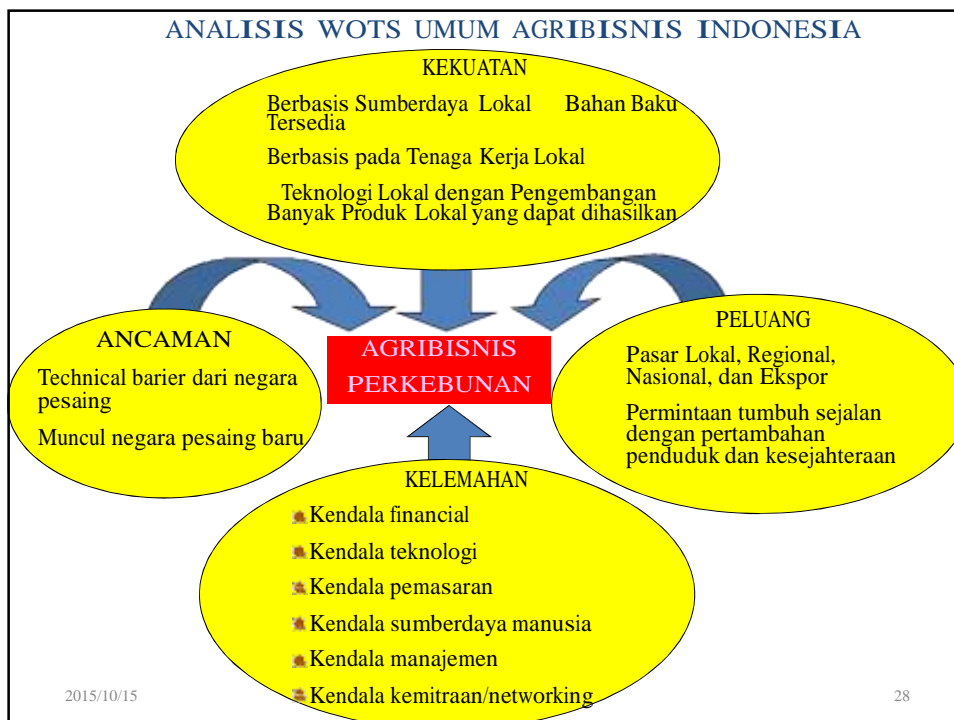 ANALISIS WOTS UMUM AGRIBISNIS INDONESIA
KEKUATAN
Berbasis Sumberdaya Lokal Bahan Baku
Tersedia
Berbasis pada Tenaga Kerja Lokal
Teknologi Lokal dengan Pengembangan
Banyak Produk Lokal yang dapat dihasilkan
ANCAMAN
Technical barier dari negara
pesaing
Muncul negara pesaing baru
AGRIBISNIS
PERKEBUNAN
PELUANG
Pasar Lokal, Regional,
Nasional, dan Ekspor
Permintaan tumbuh sejalan
dengan pertambahan
penduduk dan kesejahteraan
KELEMAHAN
Kendala financial
Kendala teknologi
Kendala pemasaran
Kendala sumberdaya manusia
Kendala manajemen
Kendala kemitraan/networking
2015/10/15
28